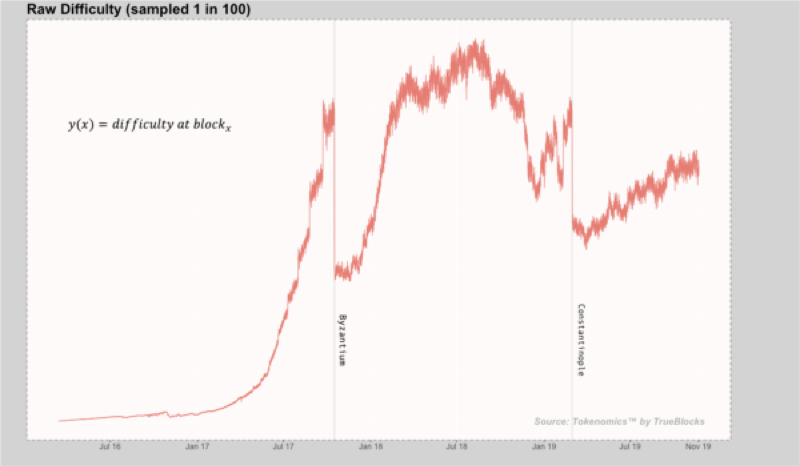 Raw Difficulty (sampled 1 in 100)
y(x) = difficulty at blockₓ
Byzantium
Constantinople
Source: Tokenomics™ by TrueBlocks
Jul 16 Jan 17 Jul 17 Jan 18 Jul 18 Jan 19 Jul 19 Nov 19